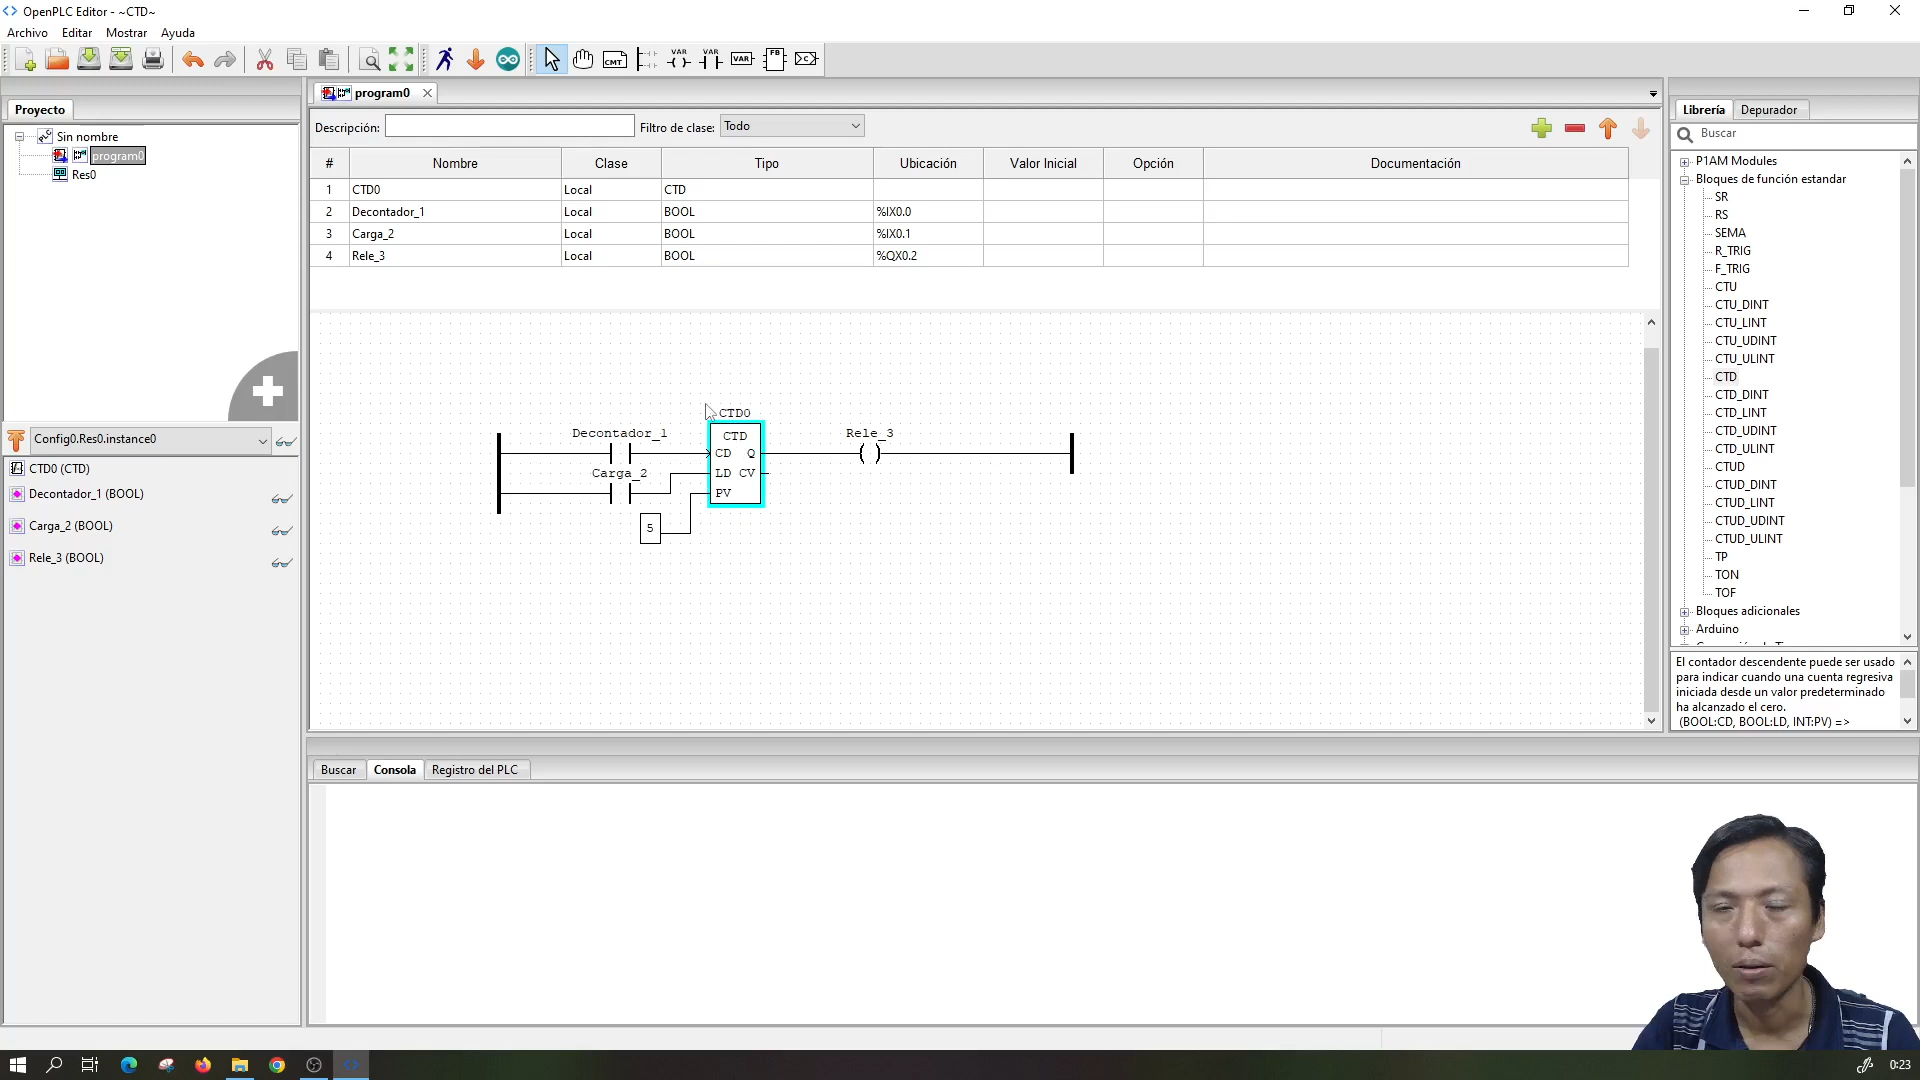 OpenPLC Editor - ~CTD~
Archivo Editar Mostrar Ayuda
CMT VAR VAR VAR FB >C>
Proyecto
Sin nombre
program0
Res0
Config0.Res0.instance0
CTD0 (CTD)
Decontador_1 (BOOL)
Carga_2 (BOOL)
Rele_3 (BOOL)
program0
Descripción: Filtro de clase: Todo
# Nombre Clase Tipo Ubicación Valor Inicial Opción Documentación
1 CTD0 Local CTD
2 Decontador_1 Local BOOL %IX0.0
3 Carga_2 Local BOOL %IX0.1
4 Rele_3 Local BOOL %QX0.2
CTD0
Decontador_1 CTD Rele_3
CD Q
Carga_2 LD CV
PV
5
Buscar Consola Registro del PLC
Librería Depurador
Buscar
P1AM Modules
Bloques de función estandar
SR
RS
SEMA
R_TRIG
F_TRIG
CTU
CTU_DINT
CTU_LINT
CTU_UDINT
CTU_ULINT
CTD
CTD_DINT
CTD_LINT
CTD_UDINT
CTD_ULINT
CTUD
CTUD_DINT
CTUD_LINT
CTUD_UDINT
CTUD_ULINT
TP
TON
TOF
Bloques adicionales
Arduino
El contador descendente puede ser usado
para indicar cuando una cuenta regresiva
iniciada desde un valor predeterminado
ha alcanzado el cero.
(BOOL:CD, BOOL:LD, INT:PV) =>
0:23